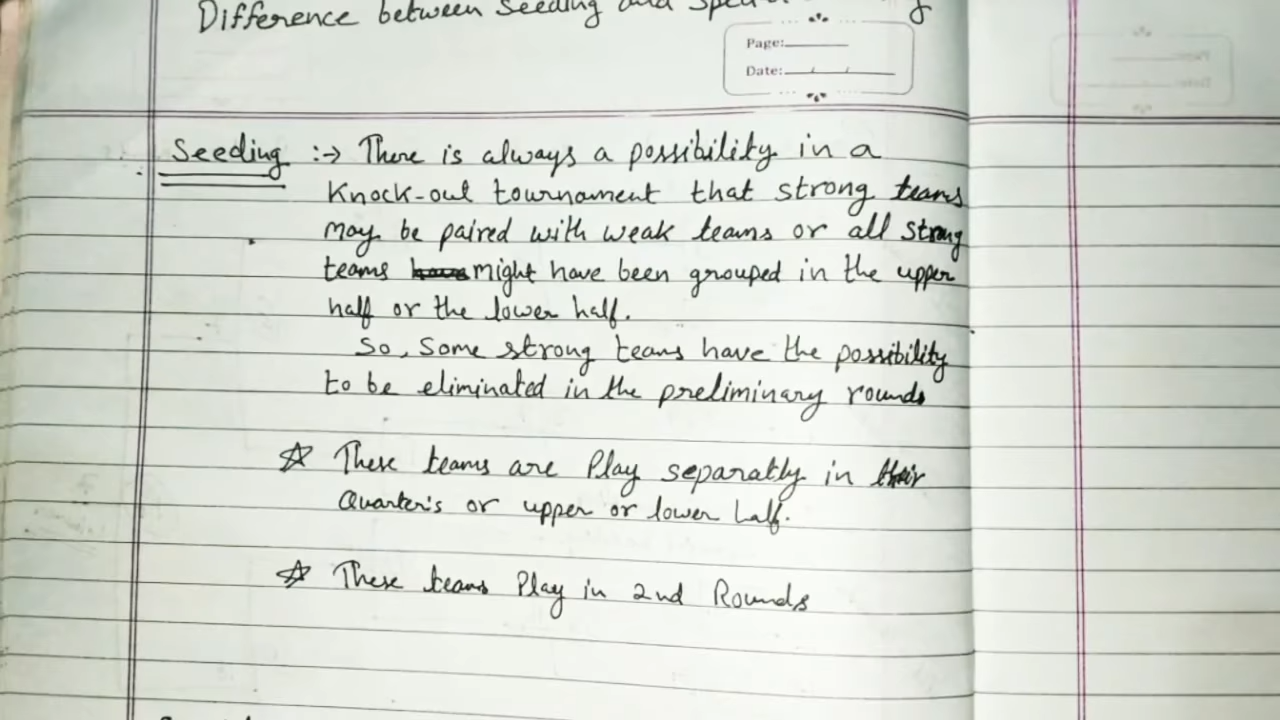 Difference between Seeding and
Page:
Date:
Seeding :→ There is always a possibility in a
Knock-out tournament that strong teams
may be paired with weak teams or all strong
teams might have been grouped in the upper
half or the lower half.
So, Some strong teams have the possibility
to be eliminated in the preliminary rounds
☆ These teams are Play separatly in their
Quarter's or upper or lower half.
☆ These teams Play in 2nd Rounds